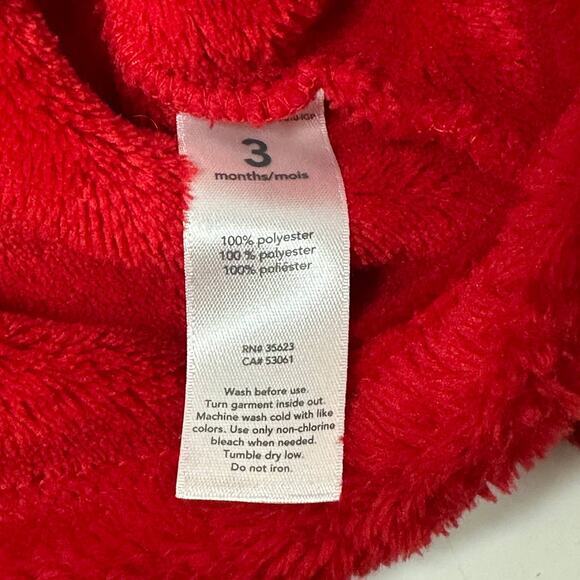 3
months/mois
100% polyester
100 % polyester
100% poliéster
RN# 35623
CA# 53061
Wash before use.
Turn garment inside out.
Machine wash cold with like
colors. Use only non-chlorine
bleach when needed.
Tumble dry low.
Do not iron.